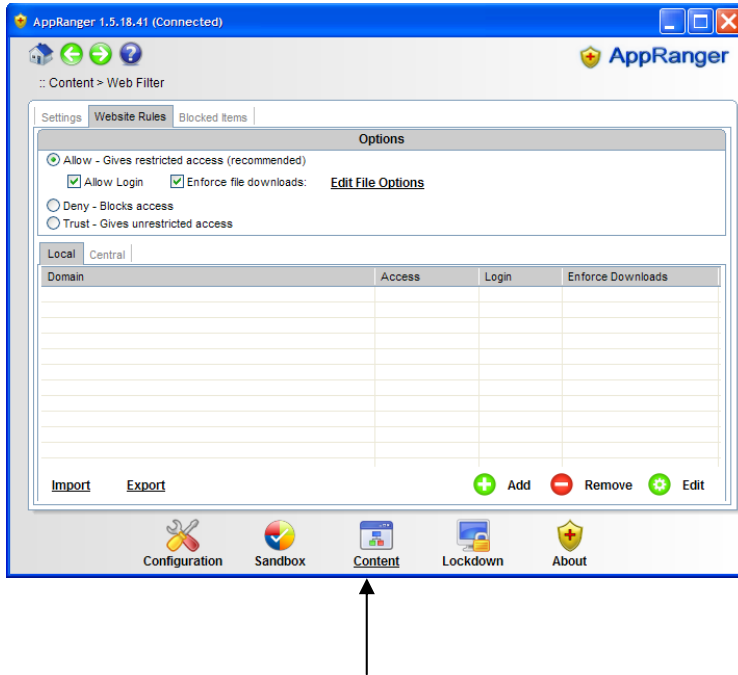 AppRanger 1.5.18.41 (Connected)
AppRanger
:: Content > Web Filter
Settings Website Rules Blocked Items
Options
Allow - Gives restricted access (recommended)
Allow Login Enforce file downloads: Edit File Options
Deny - Blocks access
Trust - Gives unrestricted access
Local Central
Domain Access Login Enforce Downloads
Import Export Add Remove Edit
Configuration Sandbox Content Lockdown About